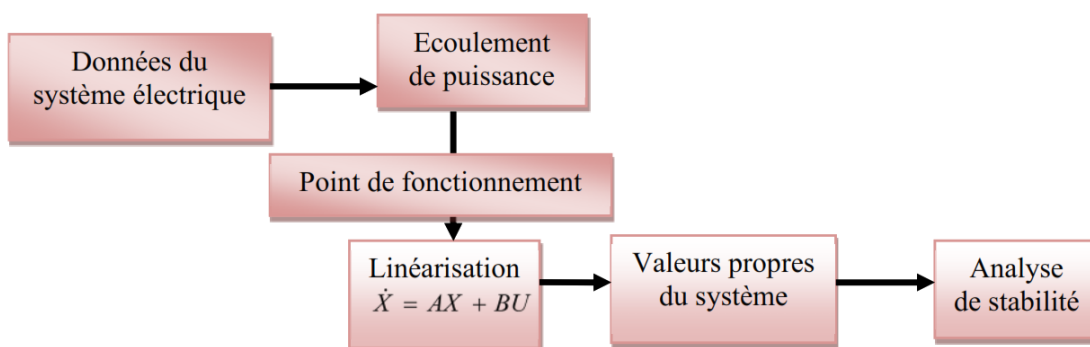 Données du
système électrique
Ecoulement
de puissance
Point de fonctionnement
Linéarisation
Ẋ = AX + BU
Valeurs propres
du système
Analyse
de stabilité